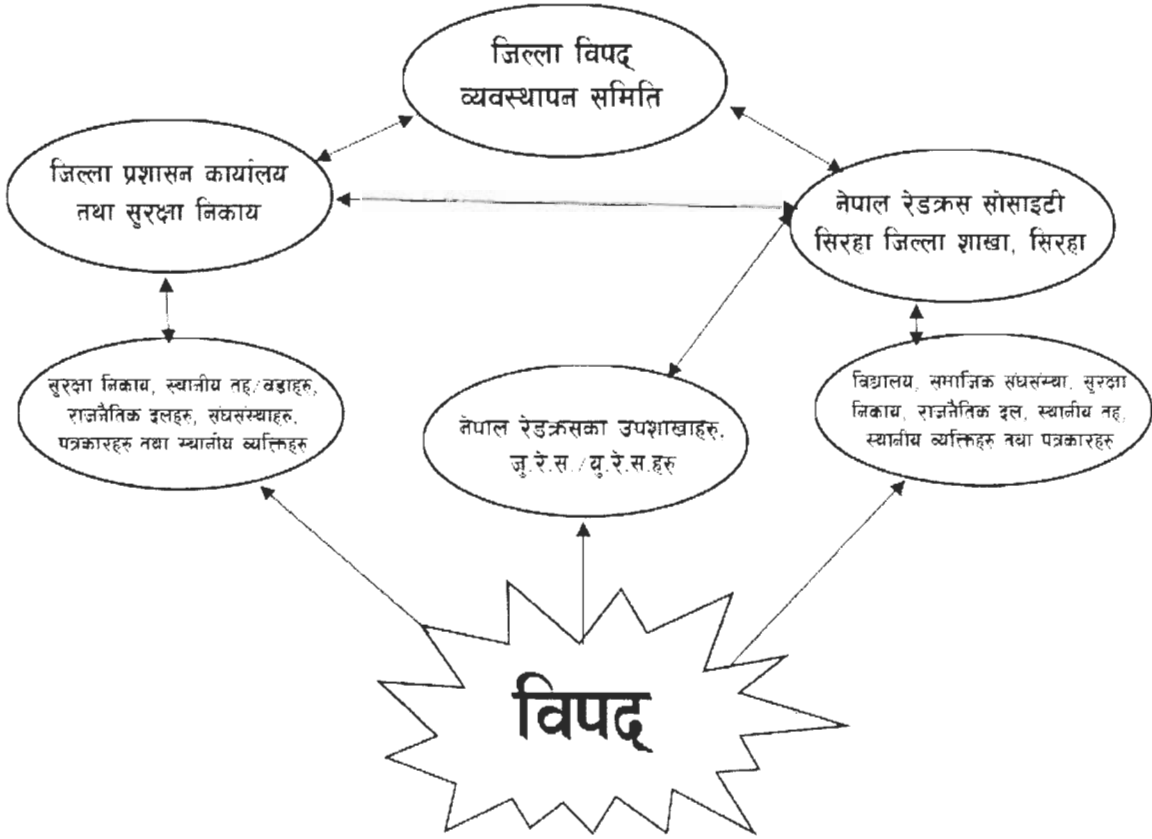 जिल्ला विपद्
व्यवस्थापन समिति
जिल्ला प्रशासन कार्यालय
तथा सुरक्षा निकाय
नेपाल रेडक्रस सोसाइटी
सिरहा जिल्ला शाखा, सिरहा
सुरक्षा निकाय, स्थानीय तह/वडाहरु,
राजनैतिक दलहरु, संघसंस्थाहरु,
पत्रकारहरु तथा स्थानीय व्यक्तिहरु
नेपाल रेडक्रसका उपशाखाहरु,
जु.रे.स./यु.रे.स.हरु
विद्यालय, समाजिक संघसंस्था, सुरक्षा
निकाय, राजनैतिक दल, स्थानीय तह,
स्थानीय व्यक्तिहरु तथा पत्रकारहरु
विपद्